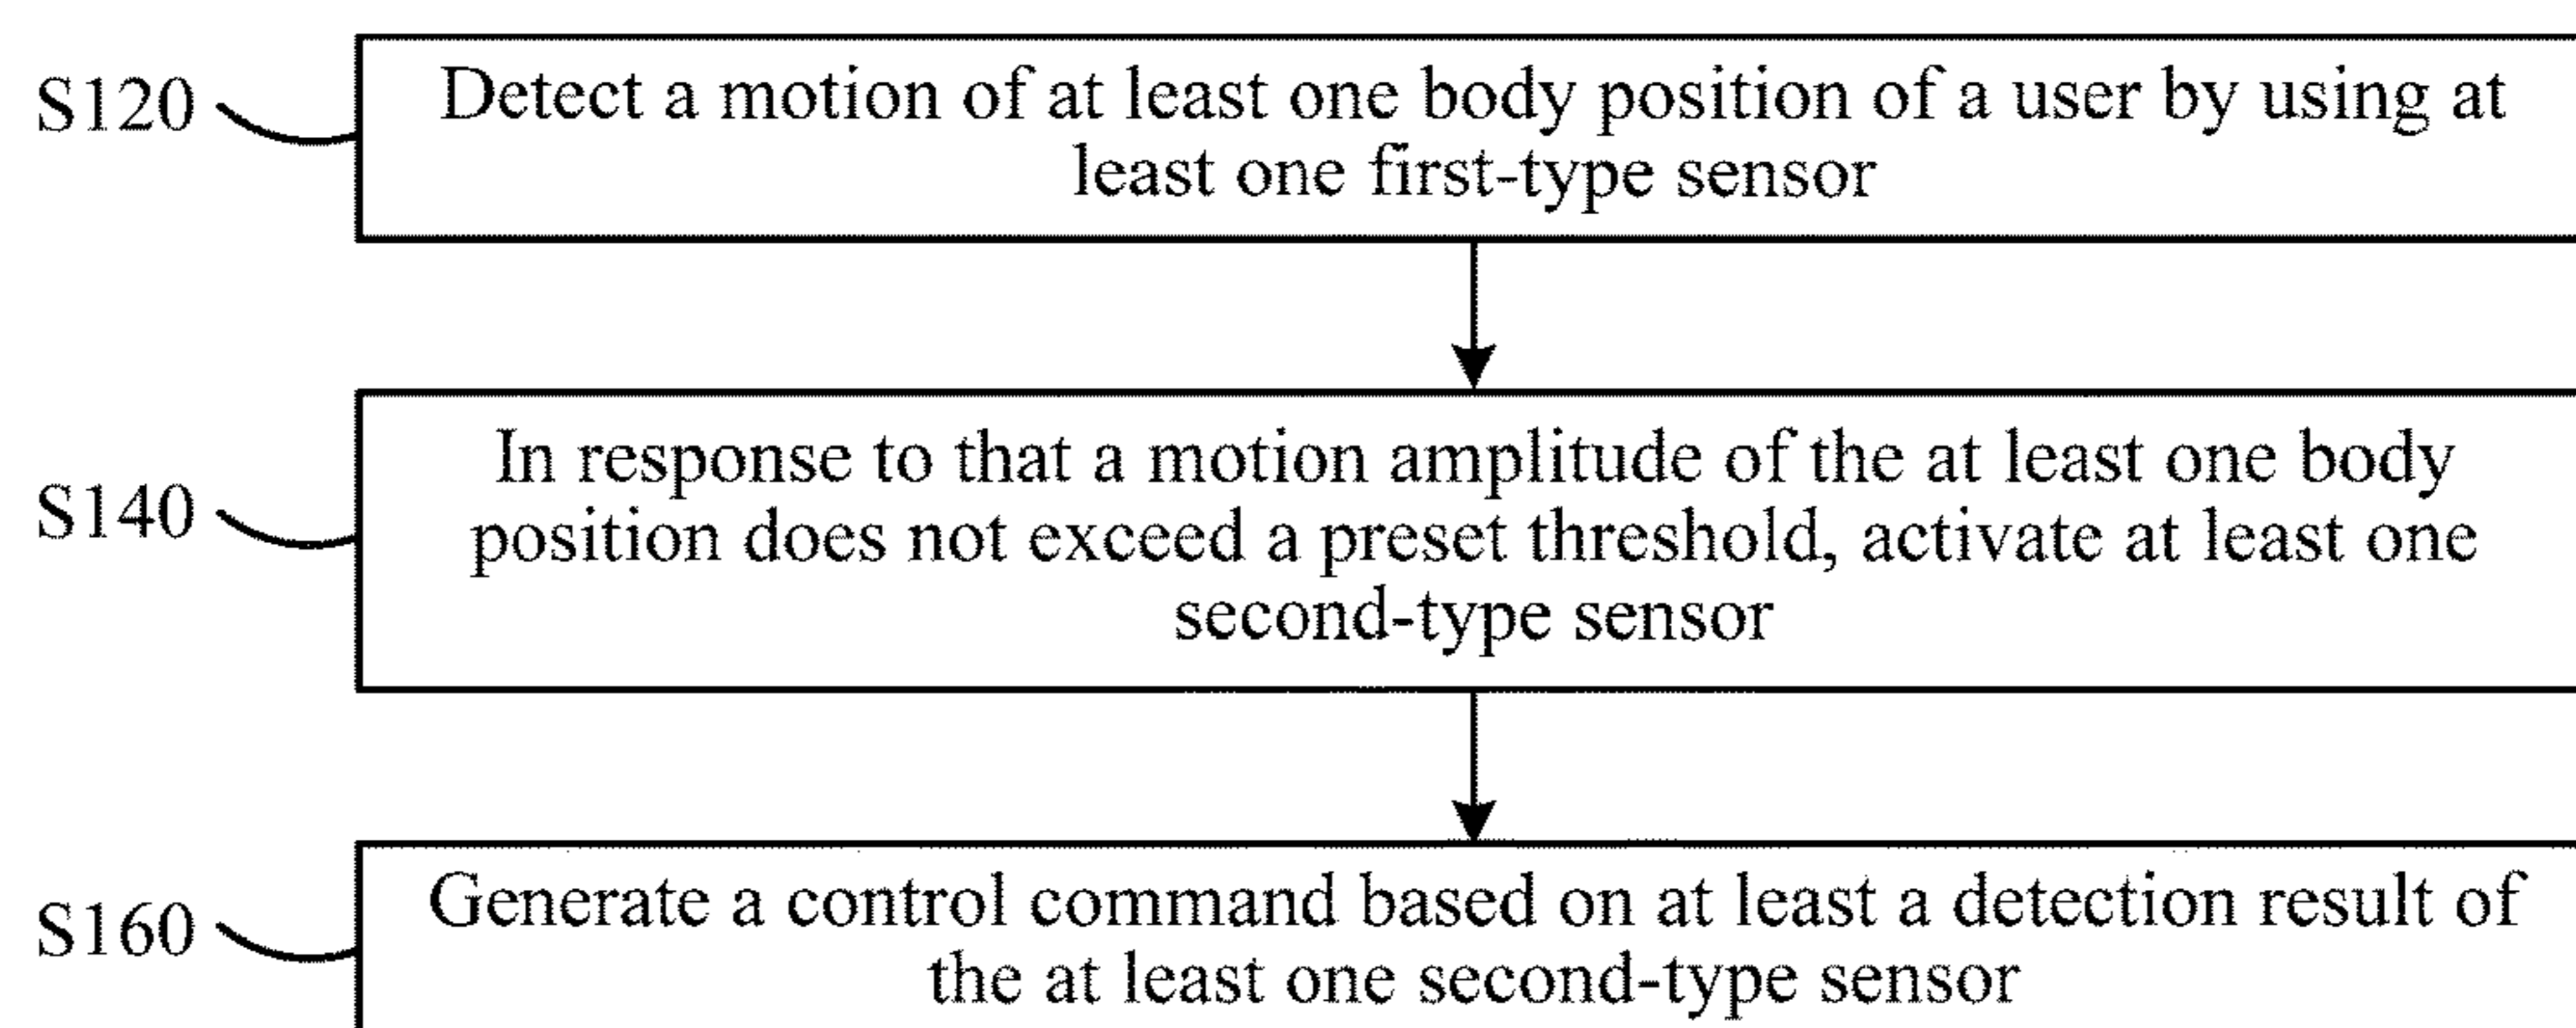 S120
Detect a motion of at least one body position of a user by using at
least one first-type sensor
S140
In response to that a motion amplitude of the at least one body
position does not exceed a preset threshold, activate at least one
second-type sensor
S160
Generate a control command based on at least a detection result of
the at least one second-type sensor